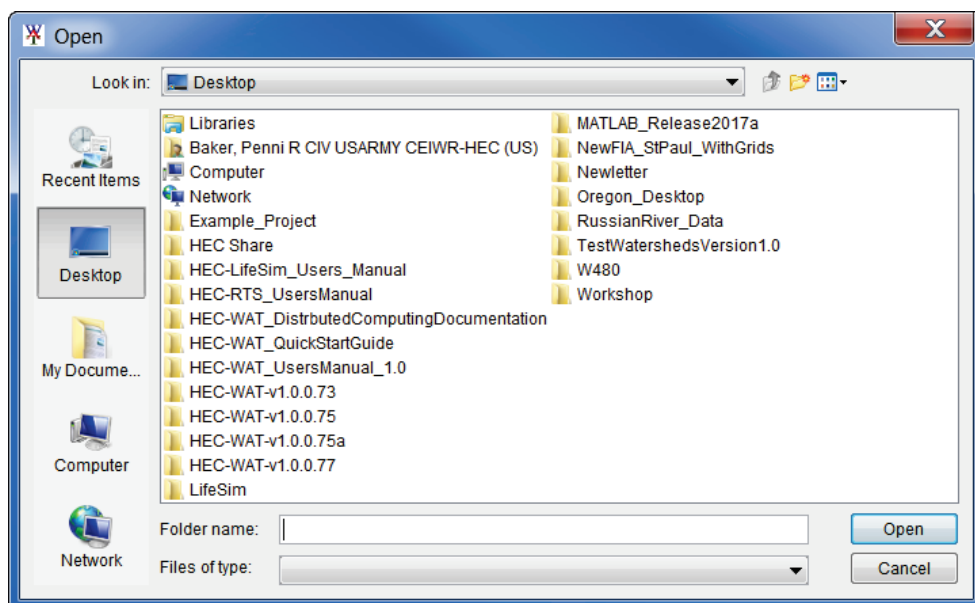 Open
Look in: Desktop
Recent Items
Desktop
My Docume...
Computer
Network
Libraries
Baker, Penni R CIV USARMY CEIWR-HEC (US)
Computer
Network
Example_Project
HEC Share
HEC-LifeSim_Users_Manual
HEC-RTS_UsersManual
HEC-WAT_DistrbutedComputingDocumentation
HEC-WAT_QuickStartGuide
HEC-WAT_UsersManual_1.0
HEC-WAT-v1.0.0.73
HEC-WAT-v1.0.0.75
HEC-WAT-v1.0.0.75a
HEC-WAT-v1.0.0.77
LifeSim
MATLAB_Release2017a
NewFIA_StPaul_WithGrids
Newletter
Oregon_Desktop
RussianRiver_Data
TestWatershedsVersion1.0
W480
Workshop
Folder name:
Open
Files of type:
Cancel